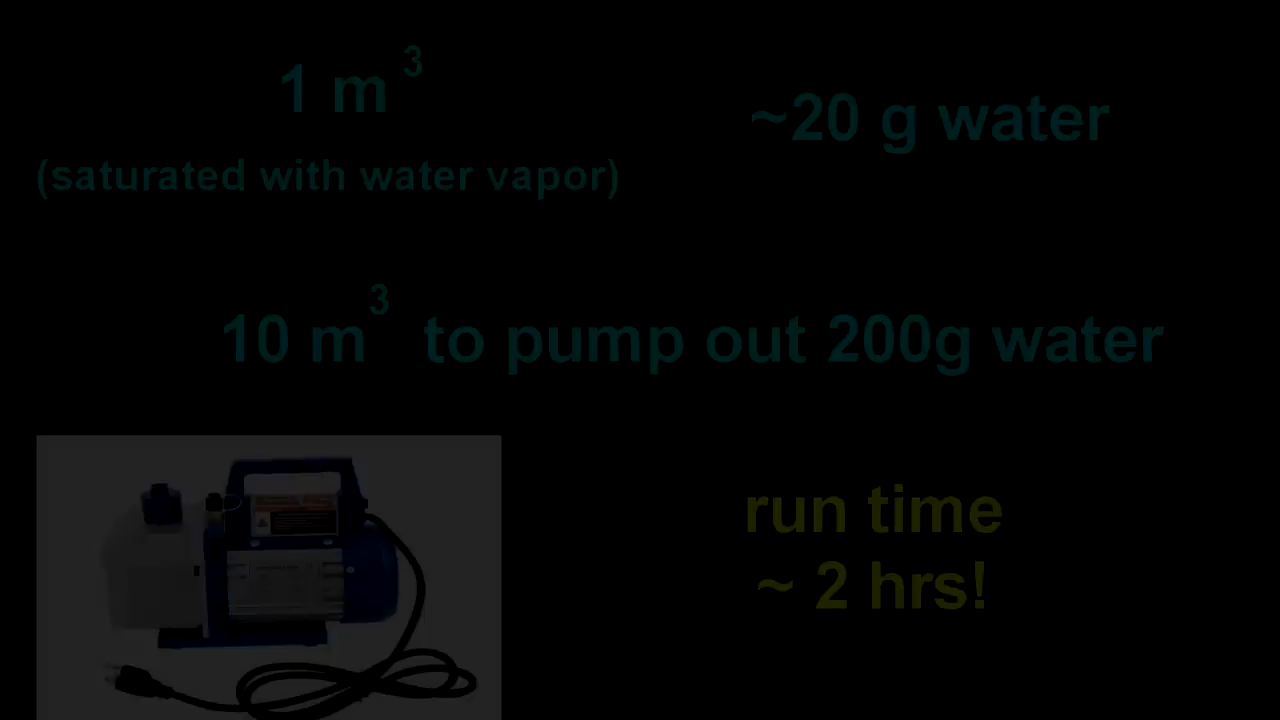 1 m³
~20 g water
(saturated with water vapor)
10 m³ to pump out 200g water
run time
~ 2 hrs!